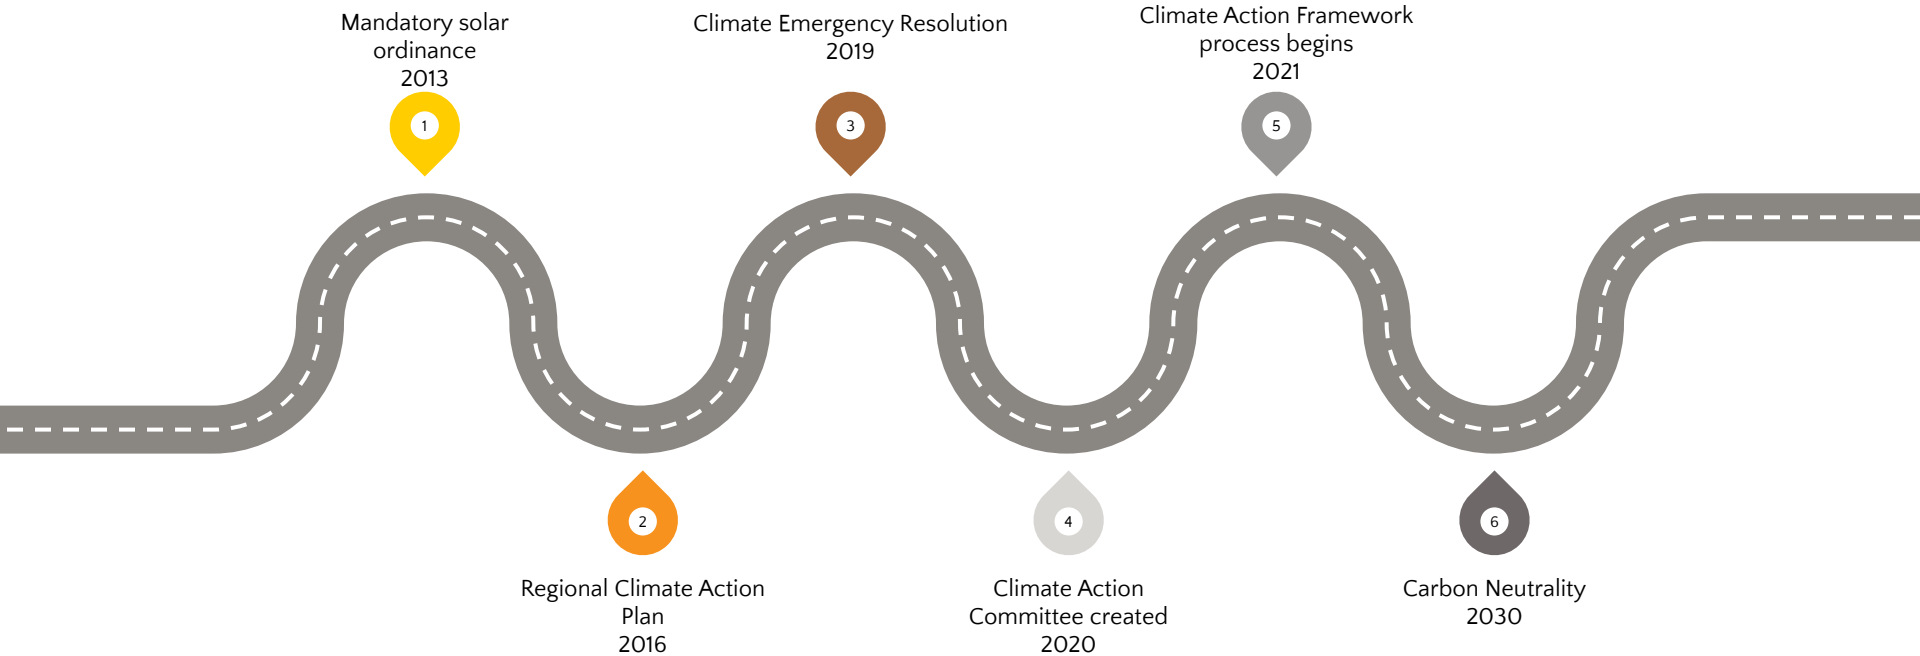 Mandatory solar
ordinance
2013
1
2
Regional Climate Action
Plan
2016
Climate Emergency Resolution
2019
3
4
Climate Action
Committee created
2020
Climate Action Framework
process begins
2021
5
6
Carbon Neutrality
2030